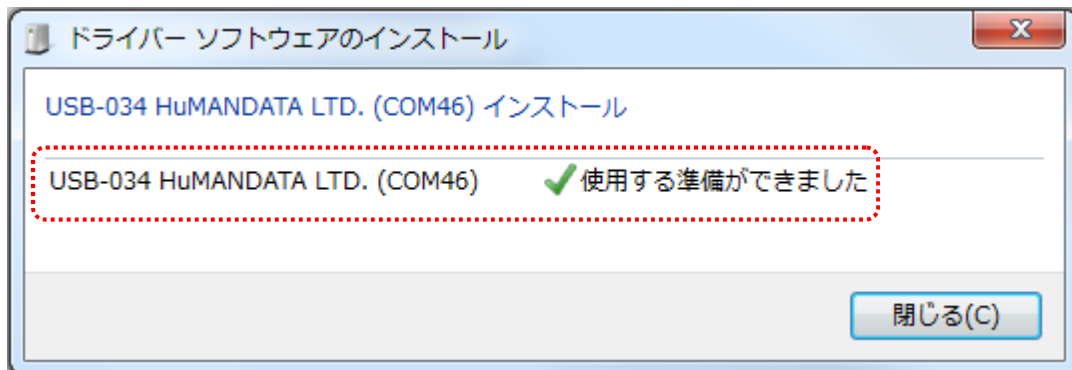 ドライバー ソフトウェアのインストール
USB-034 HuMANDATA LTD. (COM46) インストール
USB-034 HuMANDATA LTD. (COM46) 使用する準備ができました
閉じる(C)